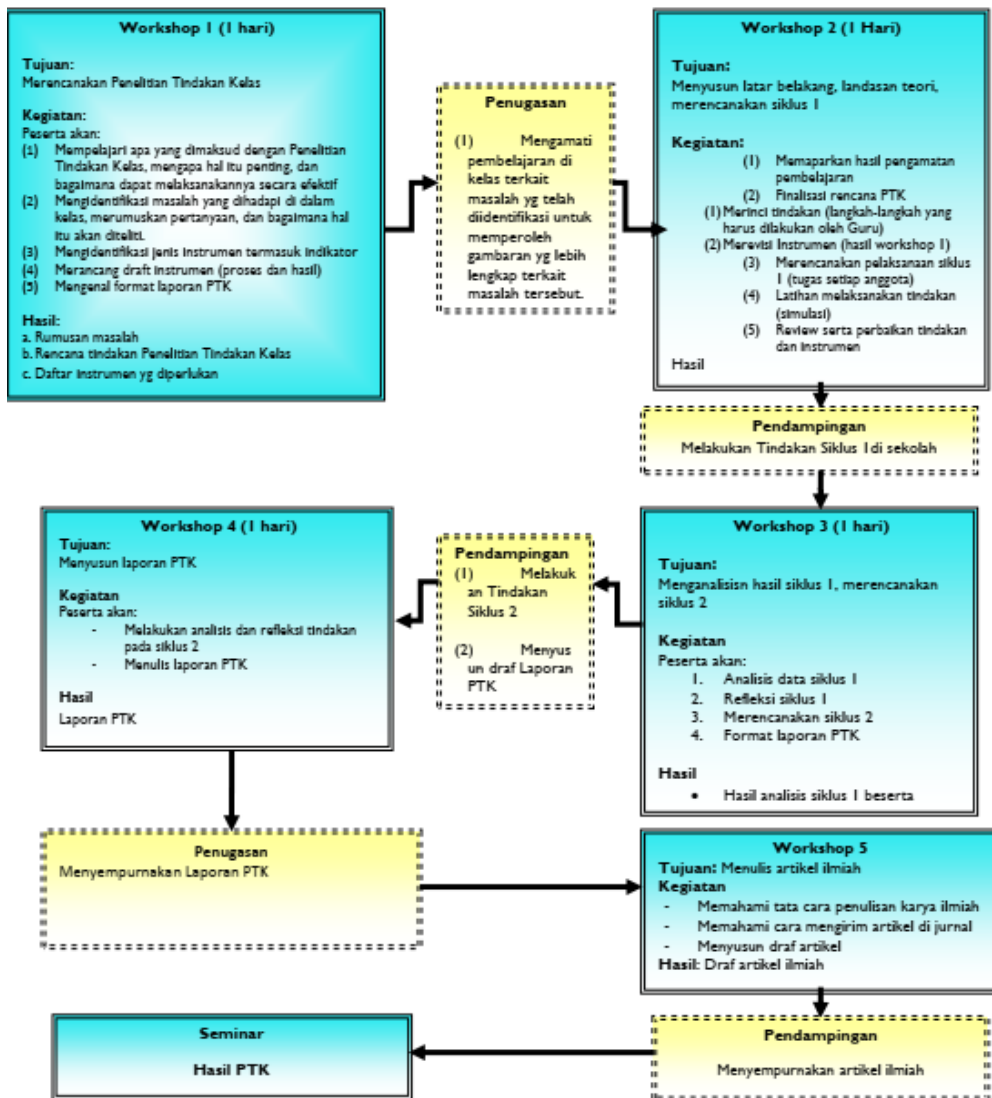 Workshop 1 (1 hari)
Tujuan:
Merencanakan Penelitian Tindakan Kelas
Kegiatan:
Peserta akan:
(1) Mempelajari apa yang dimaksud dengan Penelitian
Tindakan Kelas, mengapa hal itu penting, dan
bagaimana dapat melaksanakannya secara efektif
(2) Mengidentifikasi masalah yang dihadapi di dalam
kelas, merumuskan pertanyaan, dan bagaimana hal
itu akan diteliti.
(3) Mengidentifikasi jenis instrumen termasuk indikator
(4) Merancang draft instrumen (proses dan hasil)
(5) Mengenal format laporan PTK
Hasil:
a. Rumusan masalah
b. Rencana tindakan Penelitian Tindakan Kelas
c. Daftar instrumen yg diperlukan
Penugasan
(1) Mengamati
pembelajaran di
kelas terkait
masalah yg telah
diidentifikasi untuk
memperoleh
gambaran yg lebih
lengkap terkait
masalah tersebut.
Workshop 2 (1 Hari)
Tujuan:
Menyusun latar belakang, landasan teori,
merencanakan siklus 1
Kegiatan:
(1) Memaparkan hasil pengamatan
pembelajaran
(2) Finalisasi rencana PTK
(1) Merinci tindakan (langkah-langkah yang
harus dilakukan oleh Guru)
(2) Merevisi Instrumen (hasil workshop 1)
(3) Merencanakan pelaksanaan siklus
1 (tugas setiap anggota)
(4) Latihan melaksanakan tindakan
(simulasi)
(5) Review serta perbaikan tindakan
dan instrumen
Hasil
Pendampingan
Melakukan Tindakan Siklus 1di sekolah
Workshop 3 (1 hari)
Tujuan:
Menganalisisn hasil siklus 1, merencanakan
siklus 2
Kegiatan
Peserta akan:
1. Analisis data siklus 1
2. Refleksi siklus 1
3. Merencanakan siklus 2
4. Format laporan PTK
Hasil
• Hasil analisis siklus 1 beserta
Pendampingan
(1) Melakuk
an Tindakan
Siklus 2
(2) Menyus
un draf Laporan
PTK
Workshop 4 (1 hari)
Tujuan:
Menyusun laporan PTK
Kegiatan
Peserta akan:
- Melakukan analisis dan refleksi tindakan
pada siklus 2
- Menulis laporan PTK
Hasil
Laporan PTK
Penugasan
Menyempurnakan Laporan PTK
Workshop 5
Tujuan: Menulis artikel ilmiah
Kegiatan
- Memahami tata cara penulisan karya ilmiah
- Memahami cara mengirim artikel di jurnal
- Menyusun draf artikel
Hasil: Draf artikel ilmiah
Pendampingan
Menyempurnakan artikel ilmiah
Seminar
Hasil PTK